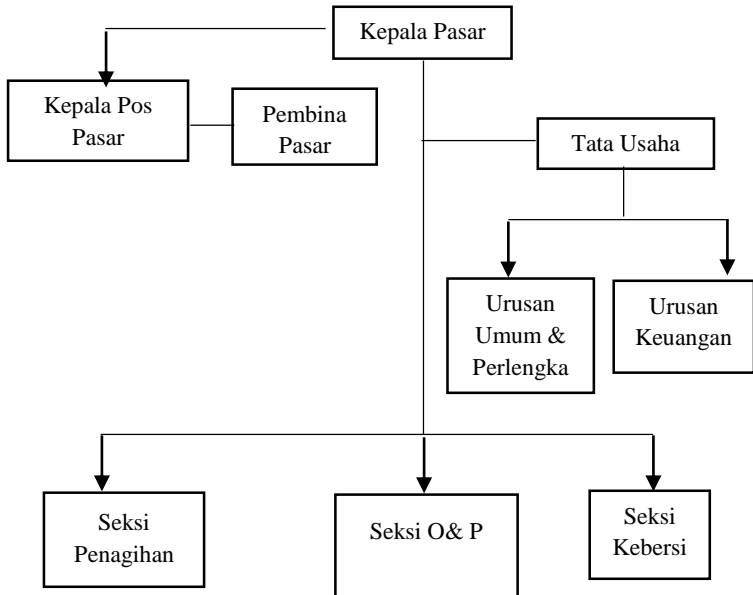 Kepala Pasar
Kepala Pos
Pasar
Pembina
Pasar
Tata Usaha
Urusan
Umum &
Perlengka
Urusan
Keuangan
Seksi
Penagihan
Seksi O& P
Seksi
Kebersi